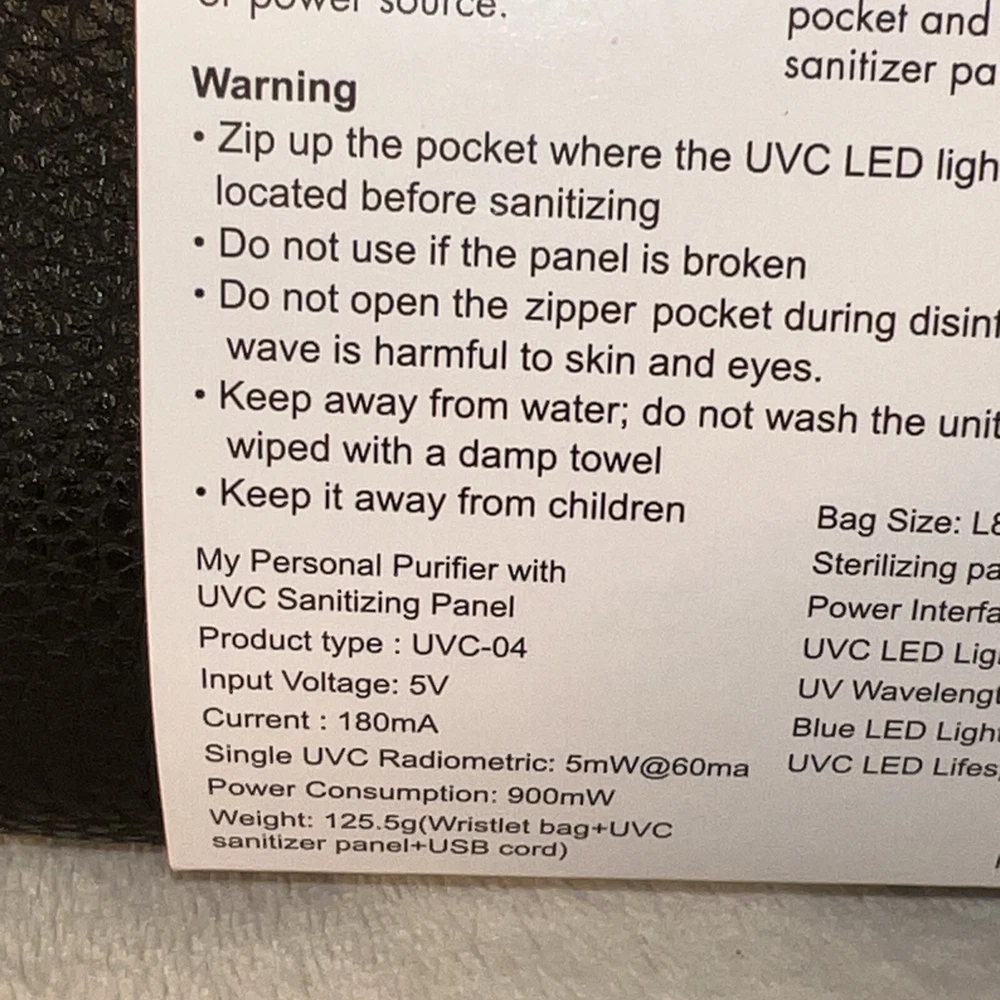 or power source.
pocket and
sanitizer pa
Warning
• Zip up the pocket where the UVC LED ligh
located before sanitizing
• Do not use if the panel is broken
• Do not open the zipper pocket during disinf
wave is harmful to skin and eyes.
• Keep away from water; do not wash the unit
wiped with a damp towel
• Keep it away from children
My Personal Purifier with
UVC Sanitizing Panel
Product type : UVC-04
Input Voltage: 5V
Current : 180mA
Single UVC Radiometric: 5mW@60ma
Power Consumption: 900mW
Weight: 125.5g(Wristlet bag+UVC
sanitizer panel+USB cord)
Bag Size: L8
Sterilizing pa
Power Interfa
UVC LED Lig
UV Wavelengt
Blue LED Light
UVC LED Lifes